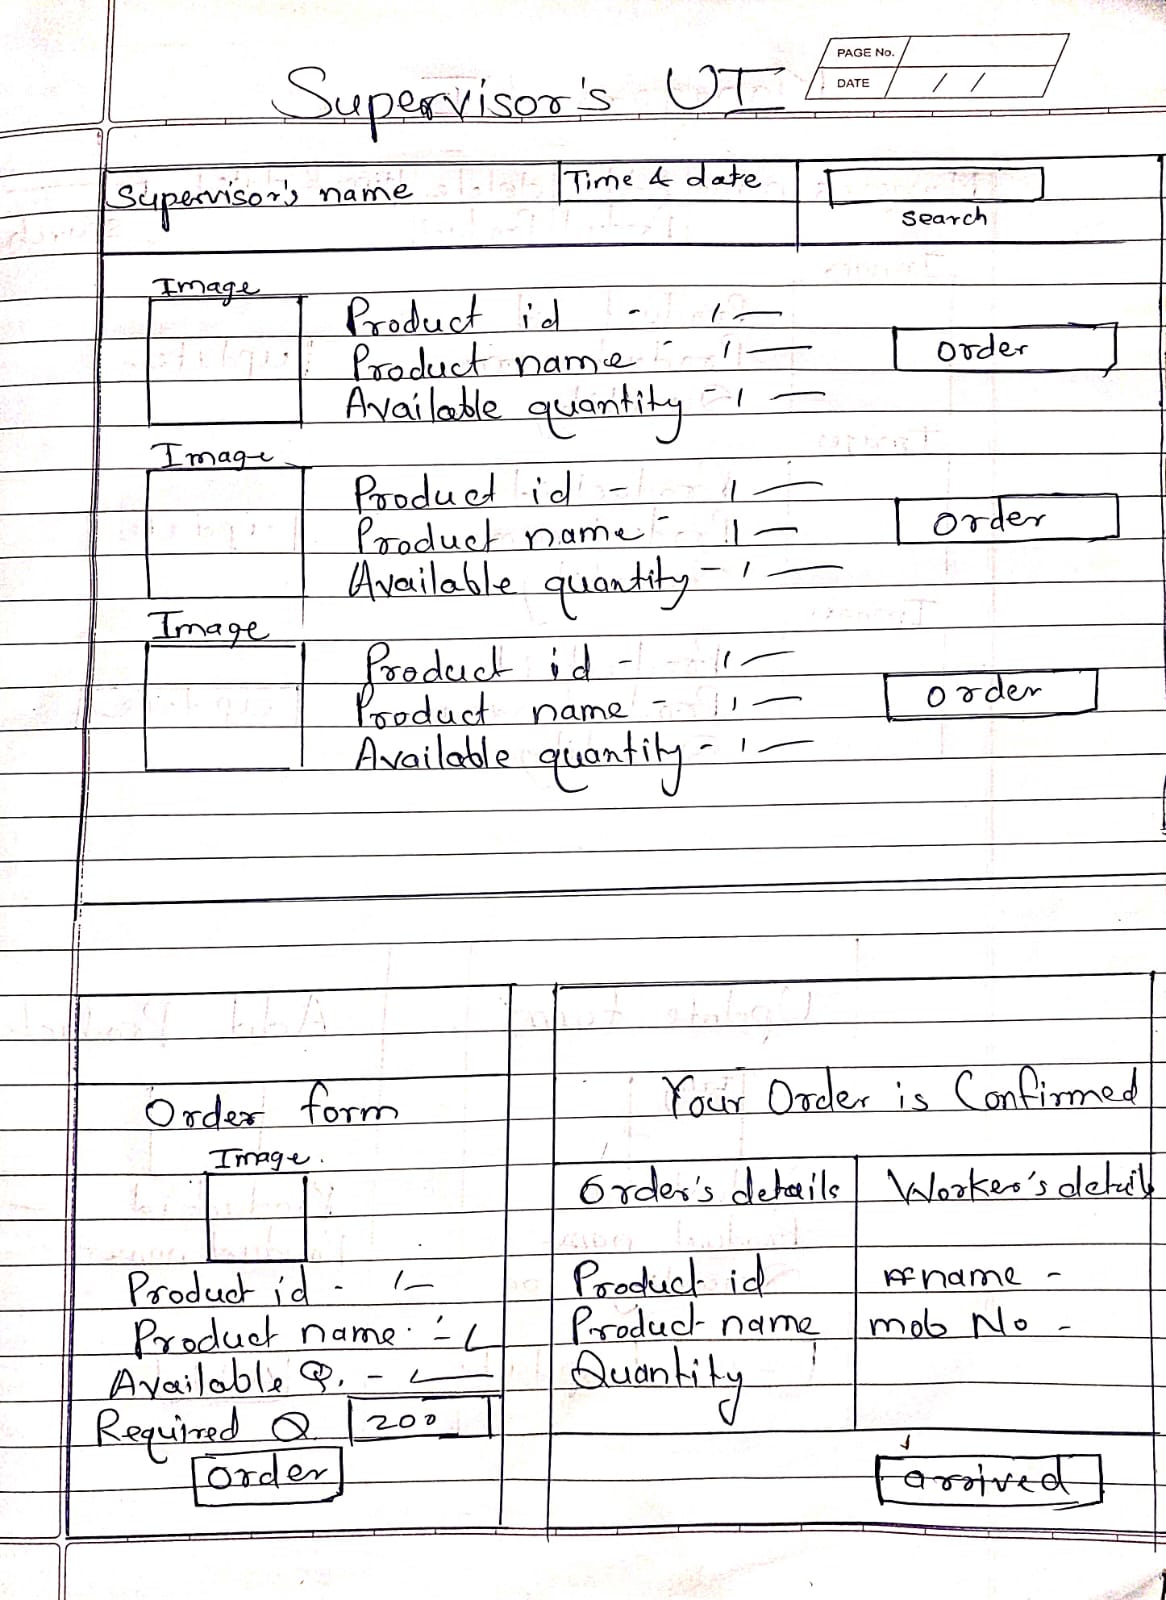 PAGE No.
DATE / /
Supervisor's UI
Supervisor's name
Time & date
Search
Image
Product id -
Product name -
Available quantity -
Order
Image
Product id -
Product name -
Available quantity -
Order
Image
Product id -
Product name -
Available quantity -
Order
Order form
Image.
Product id -
Product name -
Available Q. -
Required Q 200
Order
Your Order is Confirmed
Order's details
Worker's details
Product id
Product name
Quantity
name -
mob No -
arrived